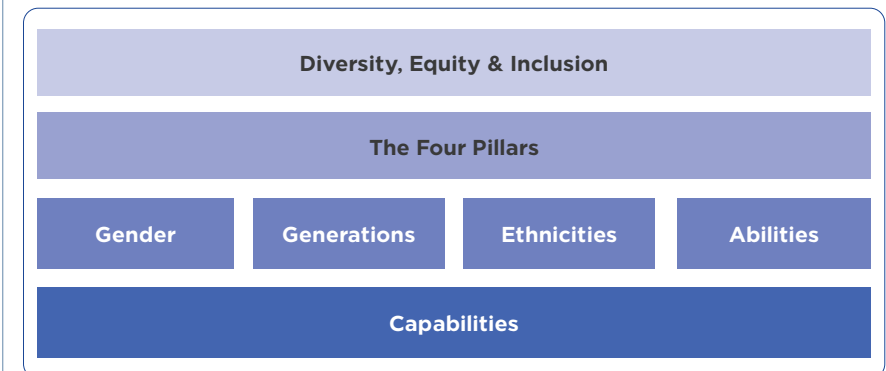 Diversity, Equity & Inclusion
The Four Pillars
Gender
Generations
Ethnicities
Abilities
Capabilities